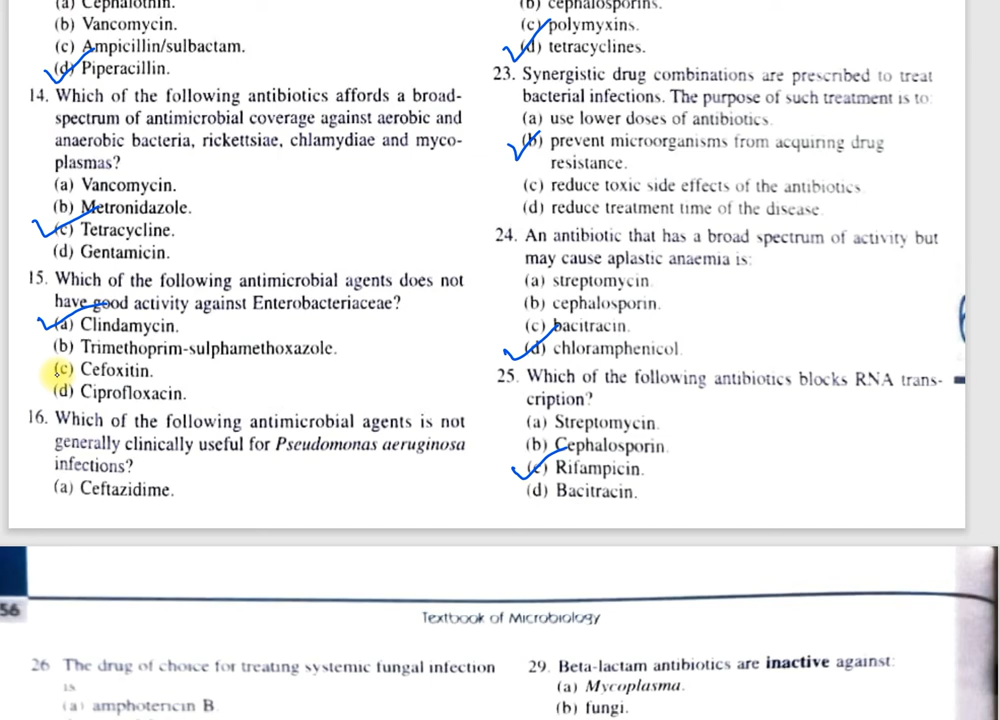 (a) Cephalothin.
(b) Vancomycin.
(c) Ampicillin/sulbactam.
(d) Piperacillin.
14. Which of the following antibiotics affords a broad-
spectrum of antimicrobial coverage against aerobic and
anaerobic bacteria, rickettsiae, chlamydiae and myco-
plasmas?
(a) Vancomycin.
(b) Metronidazole.
(c) Tetracycline.
(d) Gentamicin.
15. Which of the following antimicrobial agents does not
have good activity against Enterobacteriaceae?
(a) Clindamycin.
(b) Trimethoprim-sulphamethoxazole.
(c) Cefoxitin.
(d) Ciprofloxacin.
16. Which of the following antimicrobial agents is not
generally clinically useful for Pseudomonas aeruginosa
infections?
(a) Ceftazidime.
(b) cephalosporins.
(c) polymyxins.
(d) tetracyclines.
23. Synergistic drug combinations are prescribed to treat
bacterial infections. The purpose of such treatment is to:
(a) use lower doses of antibiotics.
(b) prevent microorganisms from acquiring drug
resistance.
(c) reduce toxic side effects of the antibiotics.
(d) reduce treatment time of the disease.
24. An antibiotic that has a broad spectrum of activity but
may cause aplastic anaemia is:
(a) streptomycin.
(b) cephalosporin.
(c) bacitracin.
(d) chloramphenicol.
25. Which of the following antibiotics blocks RNA trans-
cription?
(a) Streptomycin.
(b) Cephalosporin.
(c) Rifampicin.
(d) Bacitracin.
56
Textbook of Microbiology
26 The drug of choice for treating systemic fungal infection
is
(a) amphotericin B.
29. Beta-lactam antibiotics are inactive against:
(a) Mycoplasma.
(b) fungi.